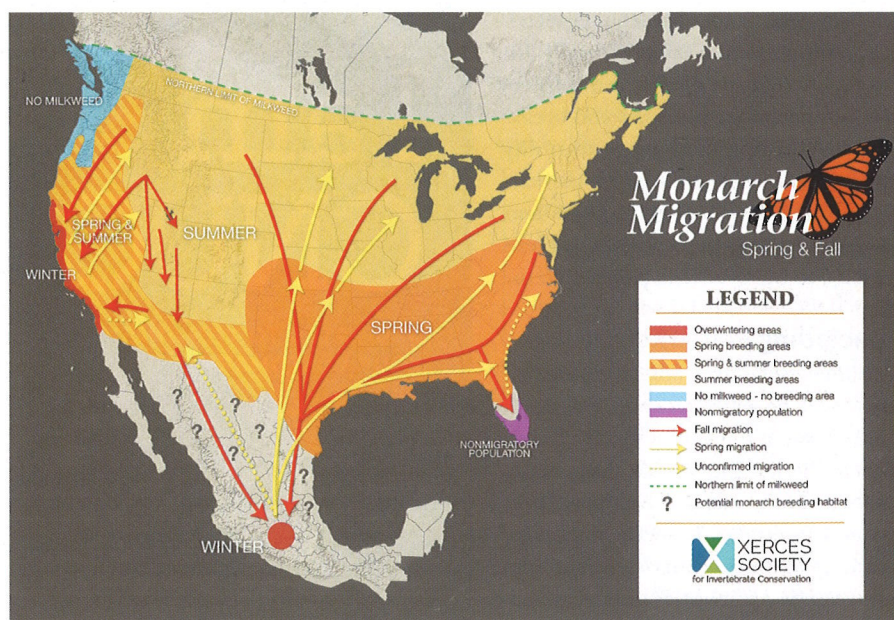 NO MILKWEED
NORTHERN LIMIT OF MILKWEED
SPRING &
SUMMER
SUMMER
WINTER
SPRING
NONMIGRATORY
POPULATION
WINTER
?
?
?
?
?
?
?
?
Monarch
Migration
Spring & Fall
LEGEND
Overwintering areas
Spring breeding areas
Spring & summer breeding areas
Summer breeding areas
No milkweed - no breeding area
Nonmigratory population
Fall migration
Spring migration
Unconfirmed migration
Northern limit of milkweed
? Potential monarch breeding habitat
XERCES
SOCIETY
for Invertebrate Conservation